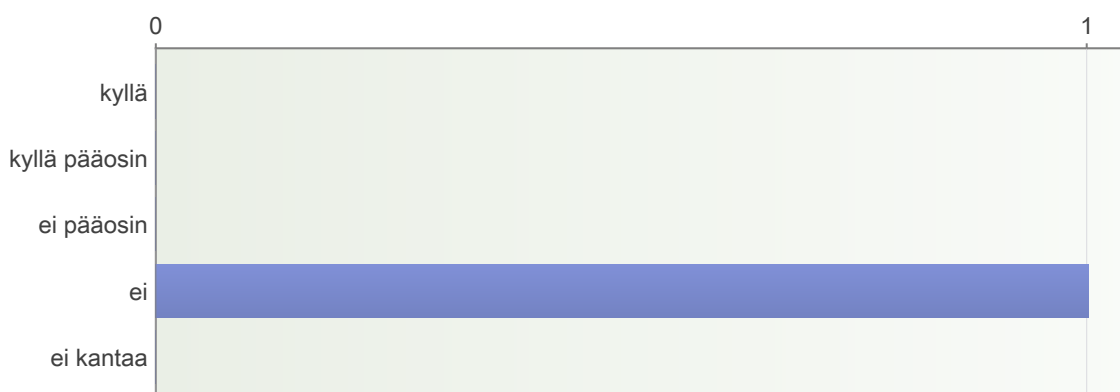 0 1
kyllä
kyllä pääosin
ei pääosin
ei
ei kantaa